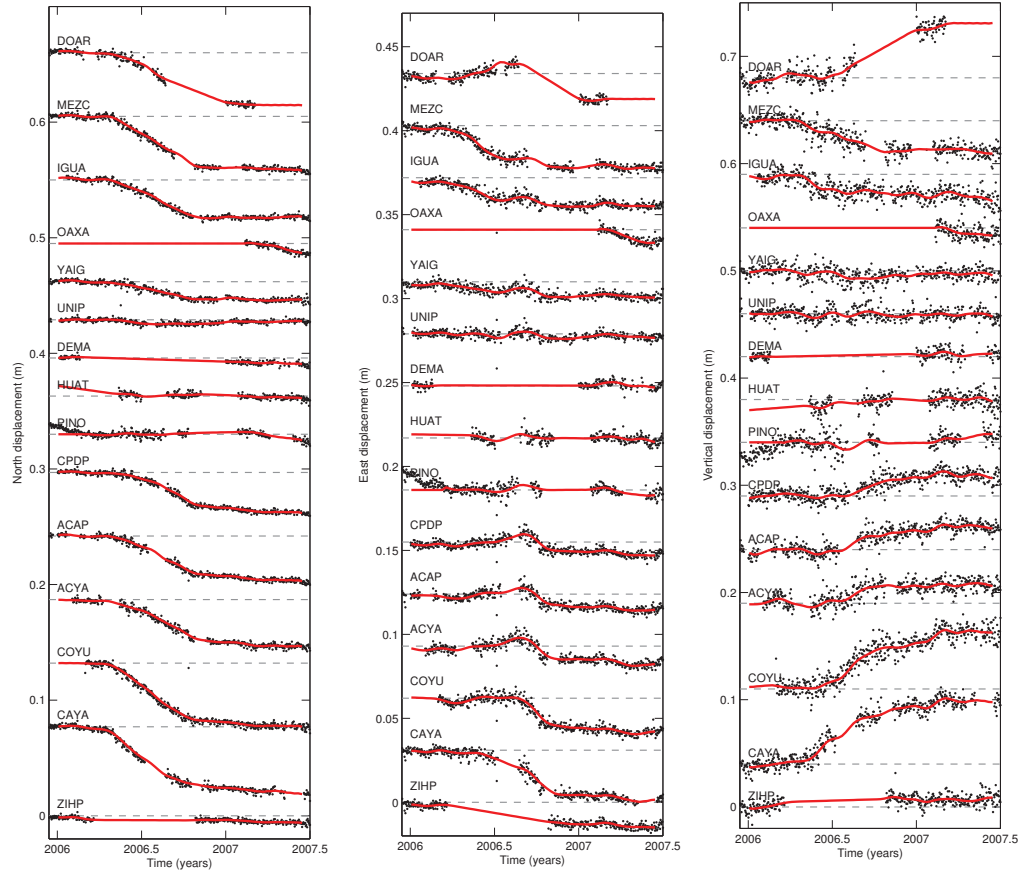 DOAR
MEZC
0.6
IGUA
OAXA
0.5
YAIG
UNIP
0.4
DEMA
HUAT
PINO
0.3
CPDP
ACAP
0.2
ACYA
COYU
0.1
CAYA
ZIHP
0
North displacement (m)
2006
2006.5
2007
2007.5
Time (years)
0.45
DOAR
MEZC
0.4
IGUA
0.35
OAXA
YAIG
0.3
UNIP
DEMA
0.25
HUAT
0.2
PINO
CPDP
0.15
ACAP
0.1
ACYA
COYU
0.05
CAYA
ZIHP
0
East displacement (m)
2006
2006.5
2007
2007.5
Time (years)
0.7
DOAR
MEZC
0.6
IGUA
OAXA
0.5
YAIG
UNIP
DEMA
0.4
HUAT
PINO
0.3
CPDP
ACAP
0.2
ACYA
COYU
0.1
CAYA
ZIHP
0
Vertical displacement (m)
2006
2006.5
2007
2007.5
Time (years)